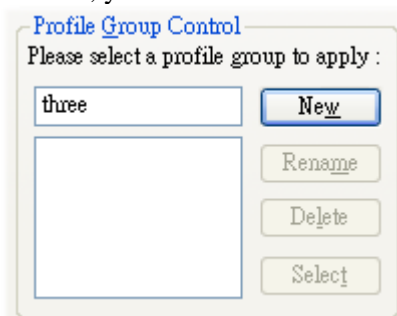 Profile Group Control
Please select a profile group to apply :
three
New
Rename
Delete
Select